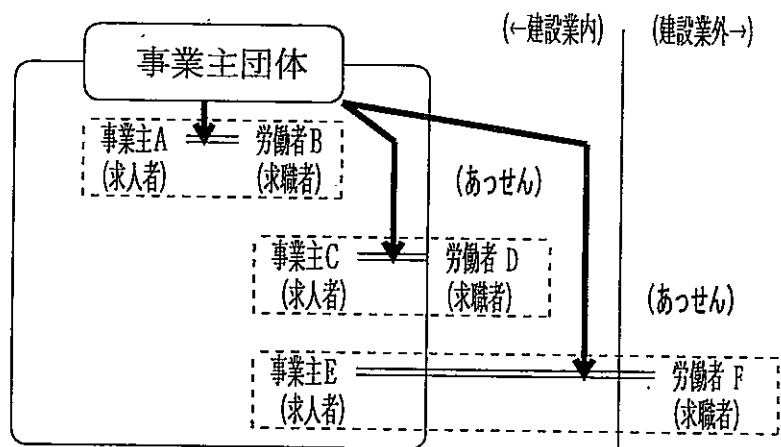 (←建設業内) (建設業外→)
事業主団体
事業主A 労働者B
(求人者) (求職者)
(あっせん)
事業主C 労働者 D
(求人者) (求職者)
(あっせん)
事業主E 労働者 F
(求人者) (求職者)